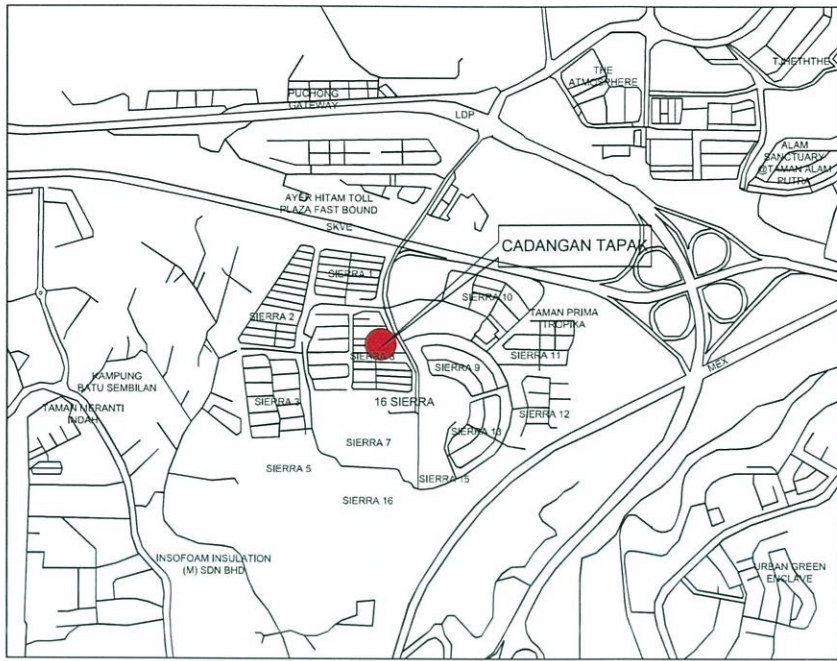 TJHETHTHE
THE
ATMOSPHERE
PUCHONG
GATEWAY
LDP
ALAM
SANCTUARY
@TAMAN ALAM
PUTRA
AYER HITAM TOLL
PLAZA FAST BOUND
SKVE
CADANGAN TAPAK
SIERRA 1
SIERRA 10
SIERRA 2
TAMAN PRIMA
TROPIKA
SIERRA 11
SIERRA 9
MEX
KAMPUNG
BATU SEMBILAN
TAMAN MERANTI
INDAH
SIERRA 3
16 SIERRA
SIERRA 12
SIERRA 13
SIERRA 7
SIERRA 5
SIERRA 15
SIERRA 16
INSOFOAM INSULATION
(M) SDN BHD
URBAN GREEN
ENCLAVE